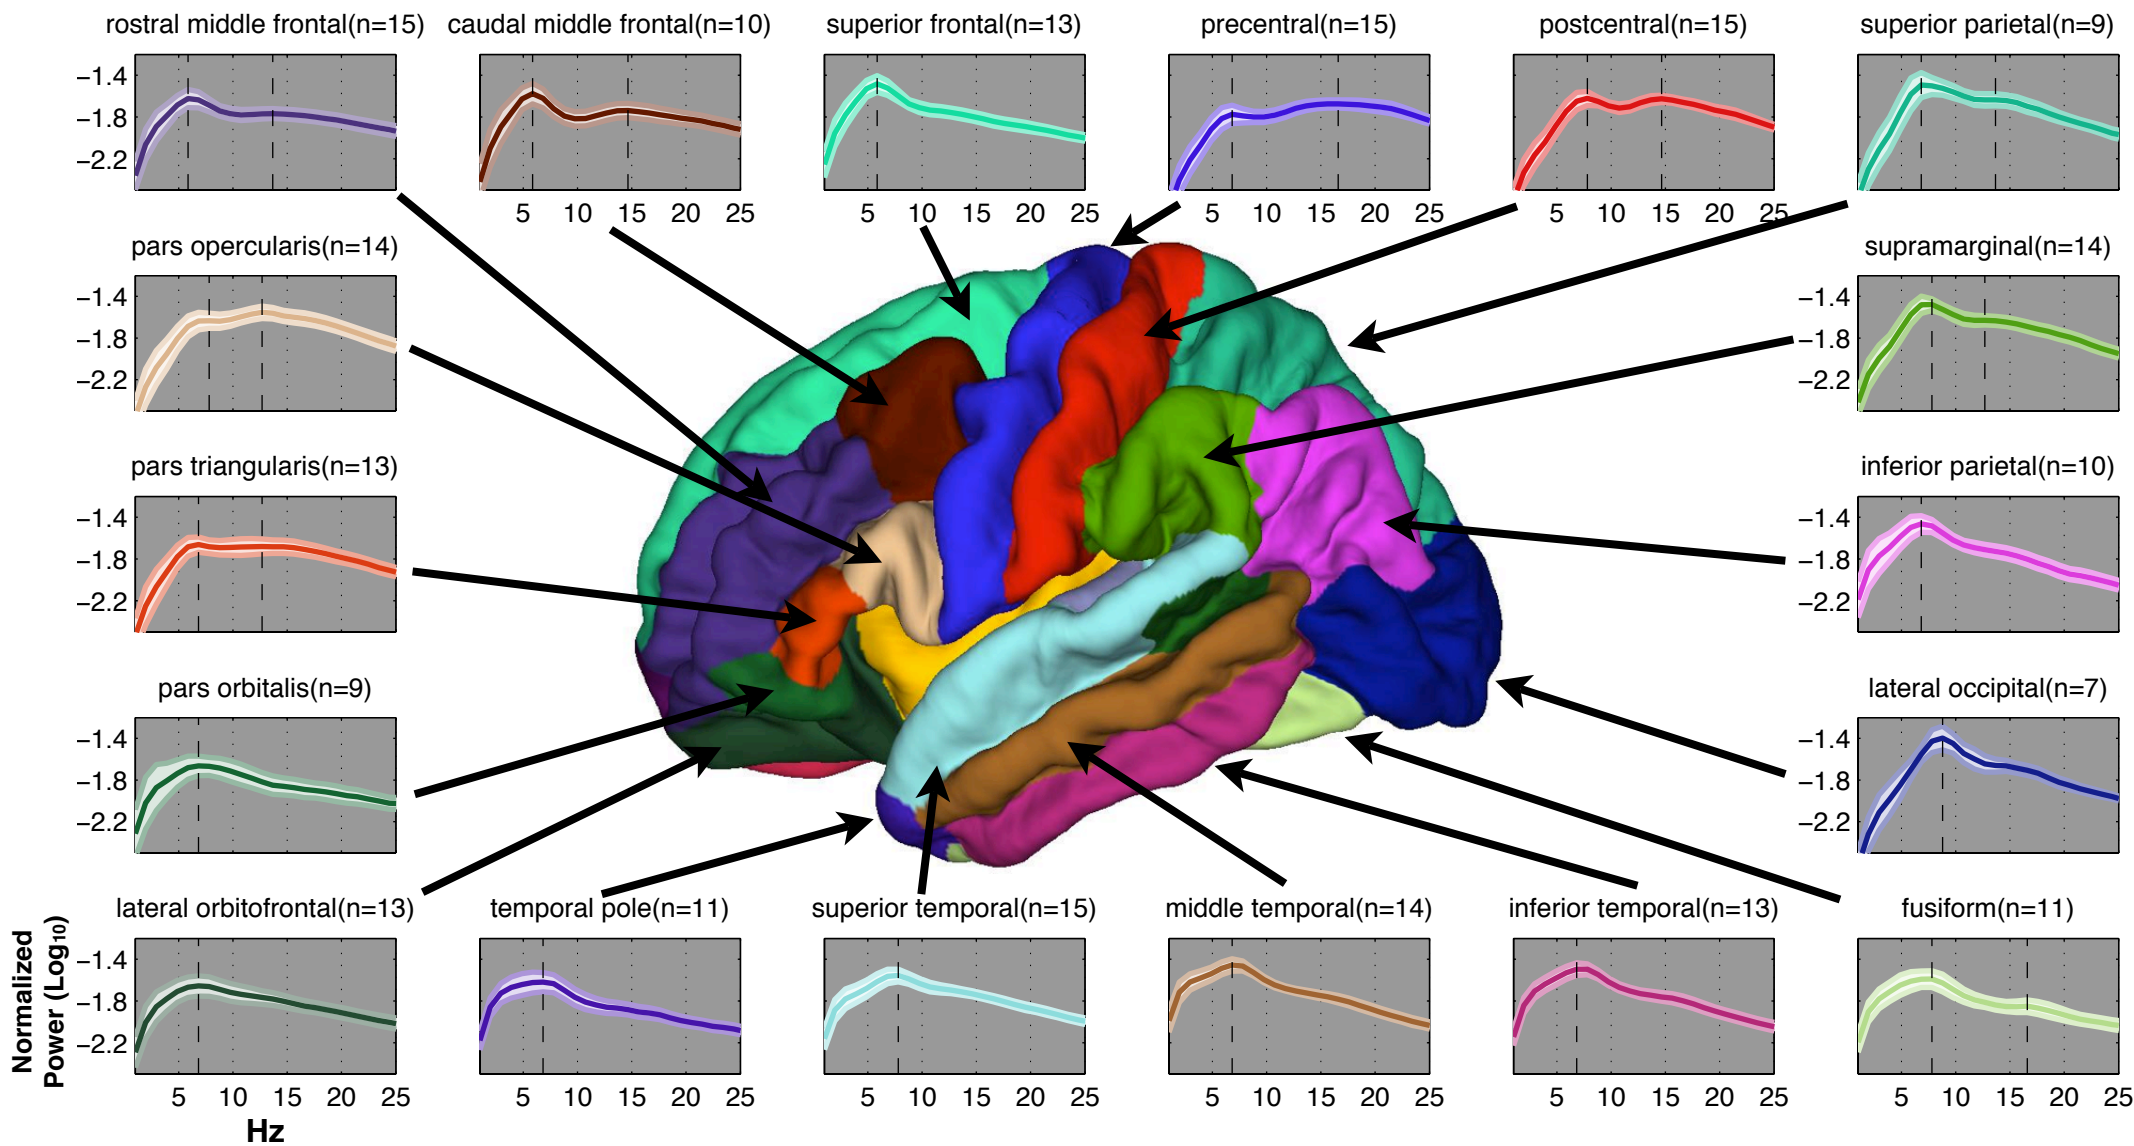 rostral middle frontal(n=15)
caudal middle frontal(n=10)
superior frontal(n=13)
precentral(n=15)
postcentral(n=15)
superior parietal(n=9)
−1.4
−1.8
−2.2
5 10 15 20 25
5 10 15 20 25
5 10 15 20 25
5 10 15 20 25
pars opercularis(n=14)
−1.4
−1.8
−2.2
supramarginal(n=14)
−1.4
−1.8
−2.2
pars triangularis(n=13)
−1.4
−1.8
−2.2
inferior parietal(n=10)
−1.4
−1.8
−2.2
pars orbitalis(n=9)
−1.4
−1.8
−2.2
lateral occipital(n=7)
−1.4
−1.8
−2.2
lateral orbitofrontal(n=13)
temporal pole(n=11)
superior temporal(n=15)
middle temporal(n=14)
inferior temporal(n=13)
fusiform(n=11)
Normalized
Power (Log10)
−1.4
−1.8
−2.2
5 10 15 20 25
5 10 15 20 25
5 10 15 20 25
5 10 15 20 25
5 10 15 20 25
5 10 15 20 25
Hz